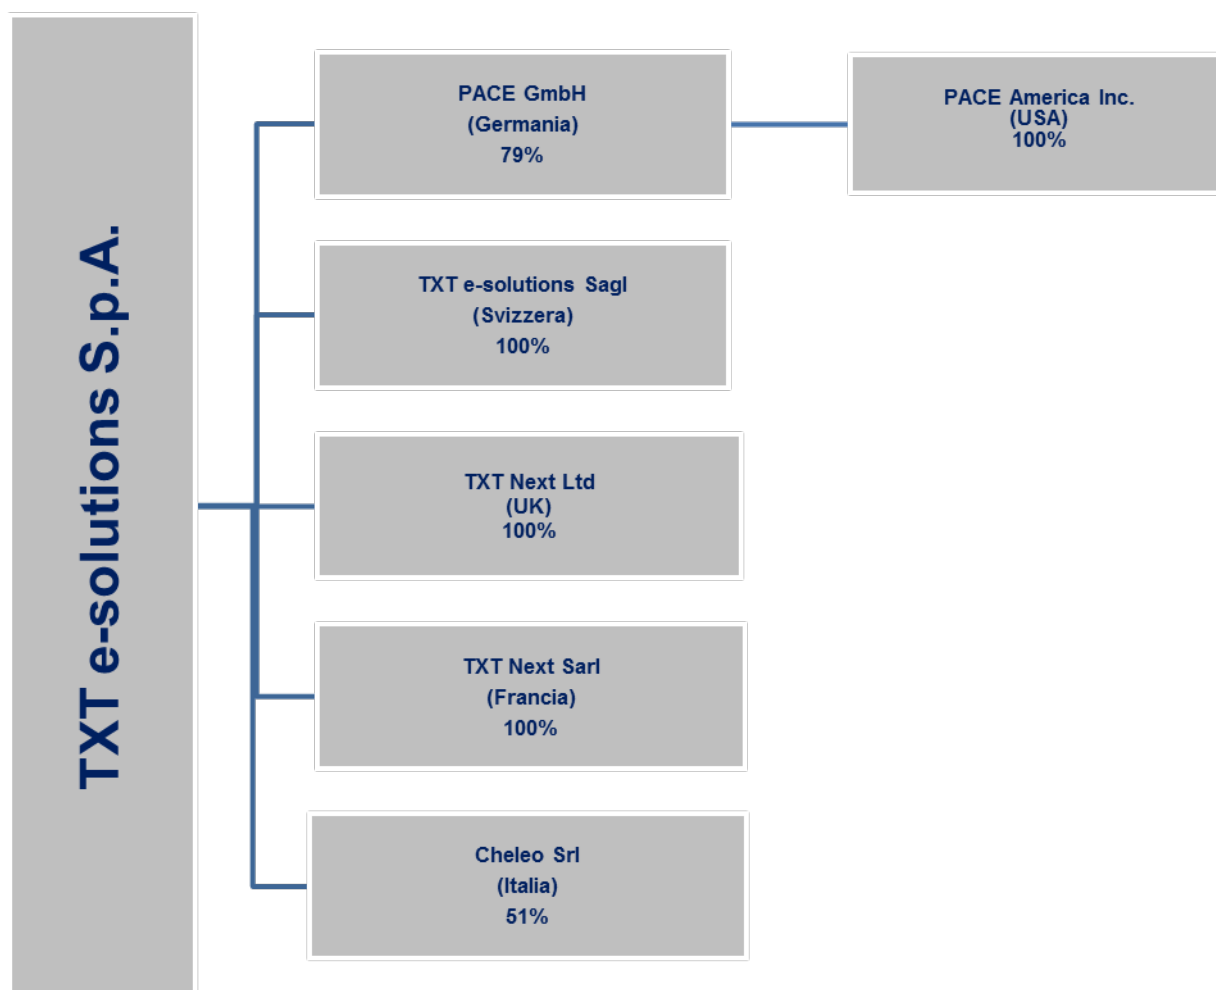 TXT e-solutions S.p.A.
PACE GmbH
(Germania)
79%
PACE America Inc.
(USA)
100%
TXT e-solutions Sagl
(Svizzera)
100%
TXT Next Ltd
(UK)
100%
TXT Next Sarl
(Francia)
100%
Cheleo Srl
(Italia)
51%